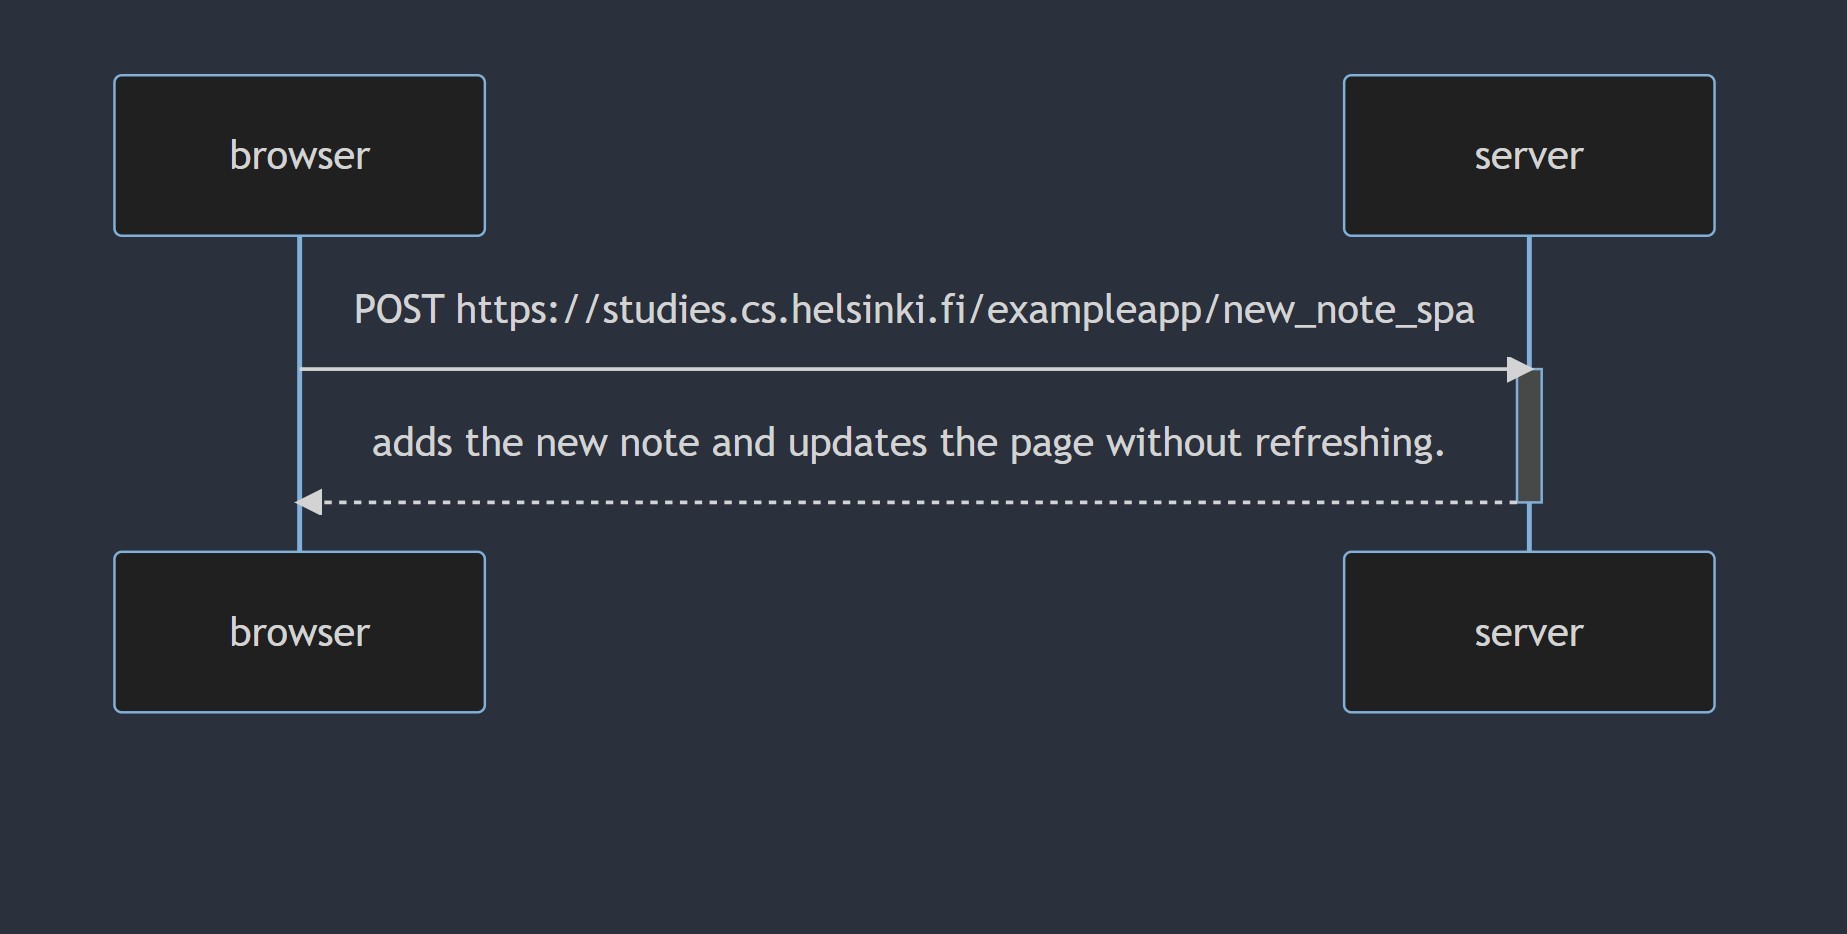 browser
server
POST https://studies.cs.helsinki.fi/exampleapp/new_note_spa
adds the new note and updates the page without refreshing.
browser
server